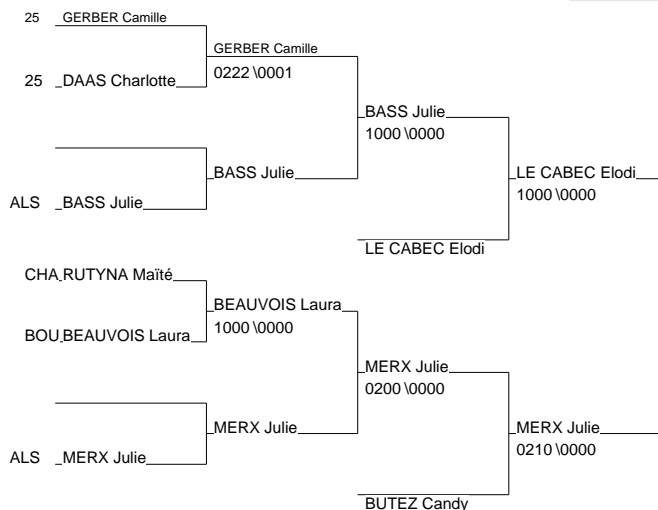 25 GERBER Camille
GERBER Camille
0222 \0001
25 DAAS Charlotte
BASS Julie
1000 \0000
BASS Julie
LE CABEC Elodi
1000 \0000
ALS BASS Julie
LE CABEC Elodi
CHA RUTYNA Maïté
BEAUVOIS Laura
1000 \0000
BOU BEAUVOIS Laura
MERX Julie
0200 \0000
MERX Julie
MERX Julie
0210 \0000
ALS MERX Julie
BUTEZ Candy